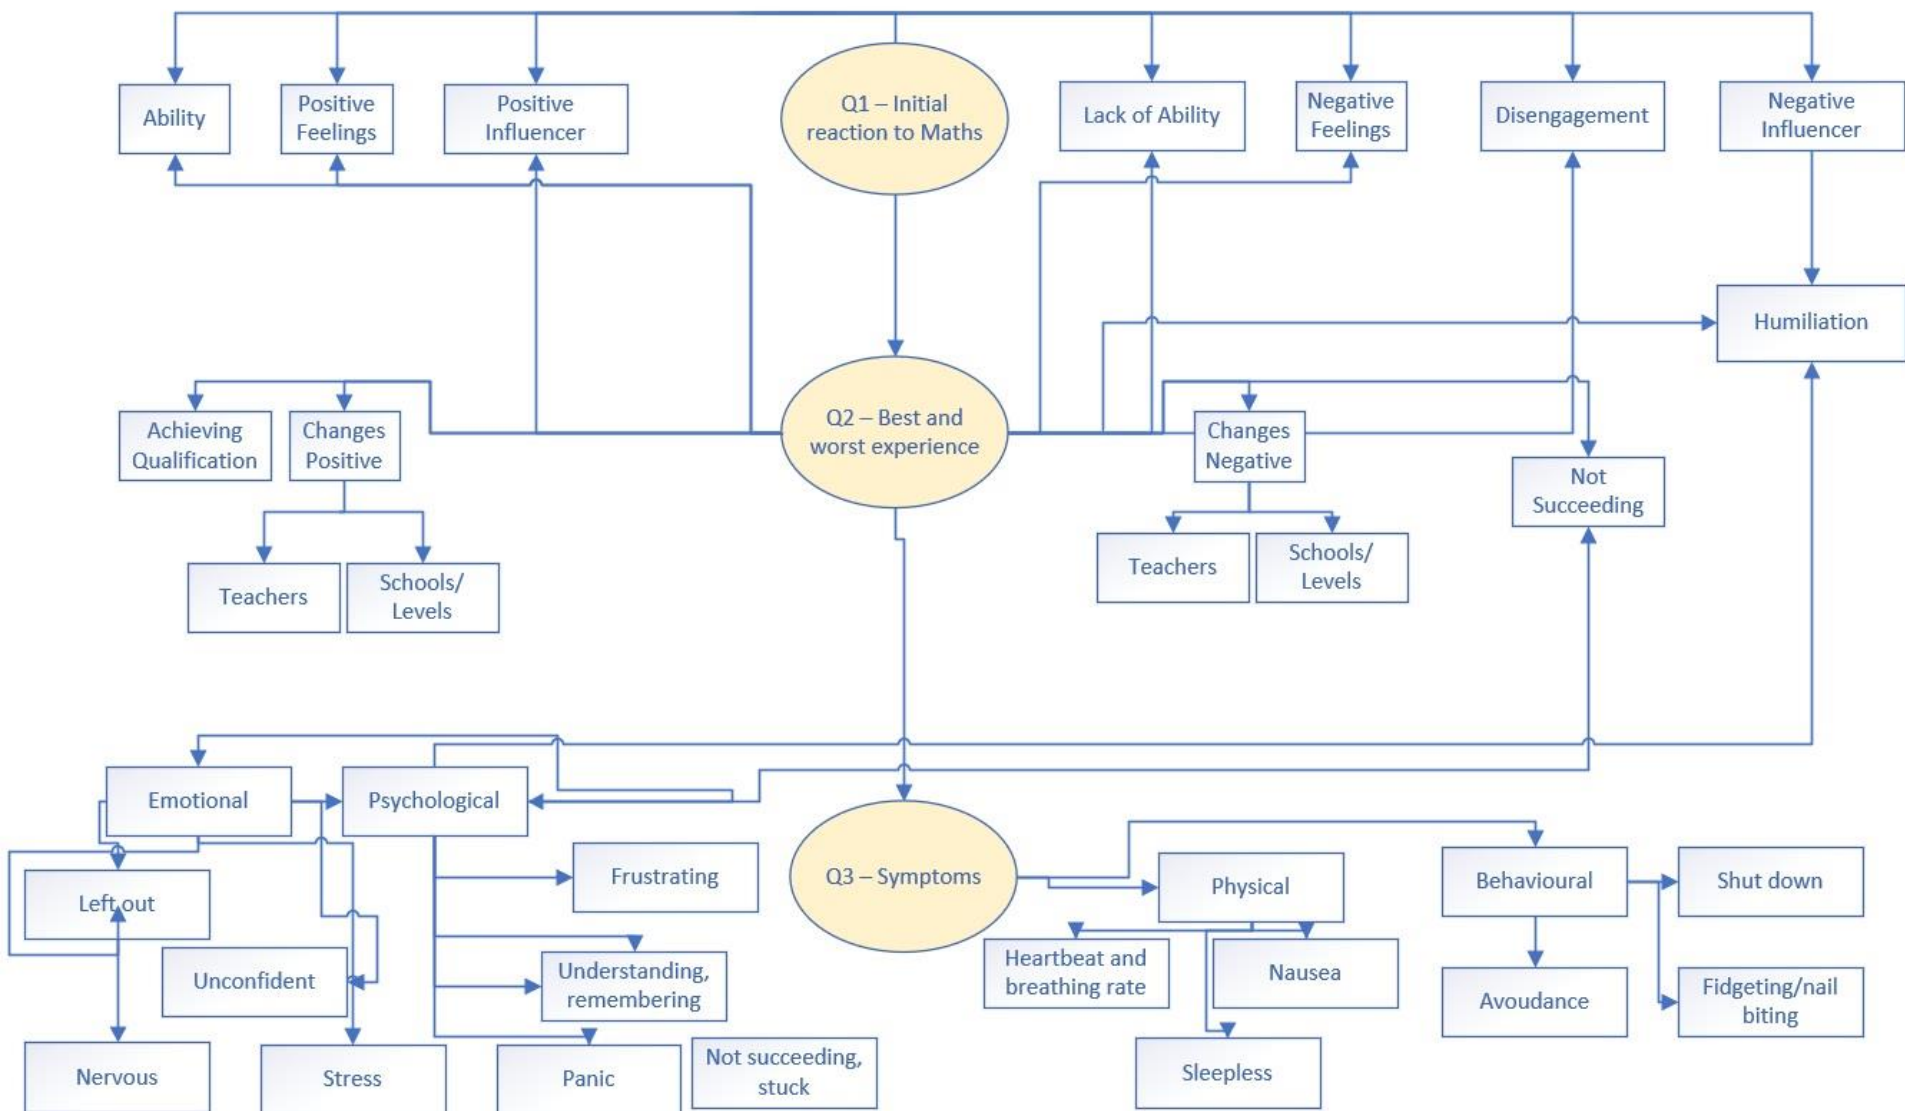 Ability
Positive
Feelings
Positive
Influencer
Q1 – Initial
reaction to Maths
Lack of Ability
Negative
Feelings
Disengagement
Negative
Influencer
Humiliation
Achieving
Qualification
Changes
Positive
Q2 – Best and
worst experience
Changes
Negative
Not
Succeeding
Teachers
Schools/
Levels
Teachers
Schools/
Levels
Emotional
Psychological
Left out
Frustrating
Q3 – Symptoms
Physical
Behavioural
Shut down
Unconfident
Understanding,
remembering
Heartbeat and
breathing rate
Nausea
Avoudance
Fidgeting/nail
biting
Nervous
Stress
Panic
Not succeeding,
stuck
Sleepless